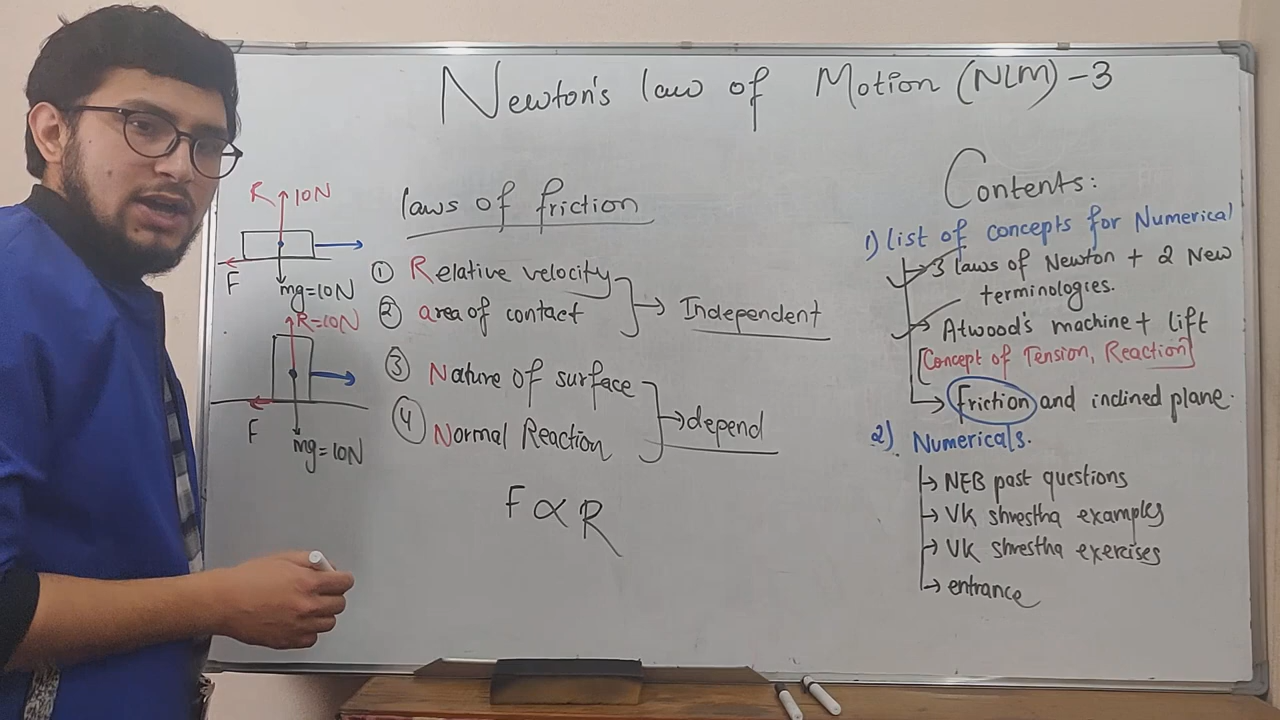 Newton's law of Motion (NLM) - 3
R 10N
F
mg=10N
R=10N
F
mg=10N
laws of friction
① Relative velocity
② area of contact
→ Independent
③ Nature of surface
④ Normal Reaction
→ depend
F ∝ R
Contents:
1) list of concepts for Numerical
→ 3 laws of Newton + 2 New
terminologies.
→ Atwood's machine + lift
[Concept of Tension, Reaction]
→ friction and inclined plane.
2) Numericals.
→ NEB past questions
→ VK shrestha examples
→ VK shrestha exercises
→ entrance